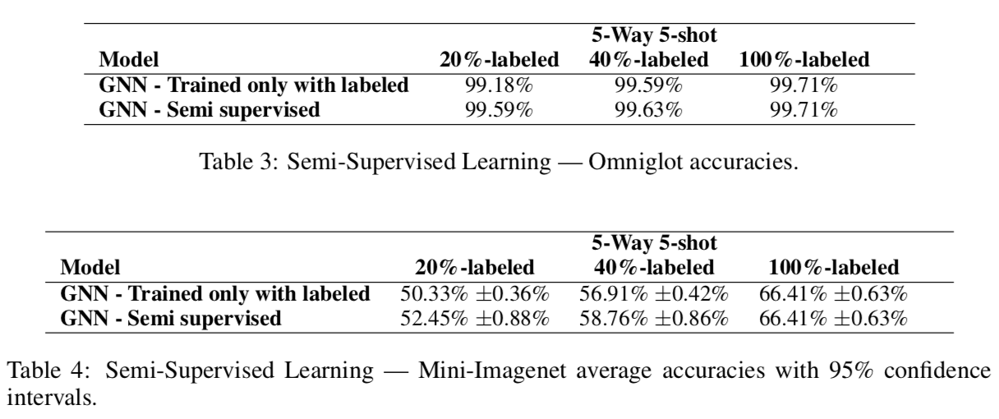 5-Way 5-shot
Model 20%-labeled 40%-labeled 100%-labeled
GNN - Trained only with labeled 99.18% 99.59% 99.71%
GNN - Semi supervised 99.59% 99.63% 99.71%
Table 3: Semi-Supervised Learning — Omniglot accuracies.
5-Way 5-shot
Model 20%-labeled 40%-labeled 100%-labeled
GNN - Trained only with labeled 50.33% ±0.36% 56.91% ±0.42% 66.41% ±0.63%
GNN - Semi supervised 52.45% ±0.88% 58.76% ±0.86% 66.41% ±0.63%
Table 4: Semi-Supervised Learning — Mini-Imagenet average accuracies with 95% confidence
intervals.